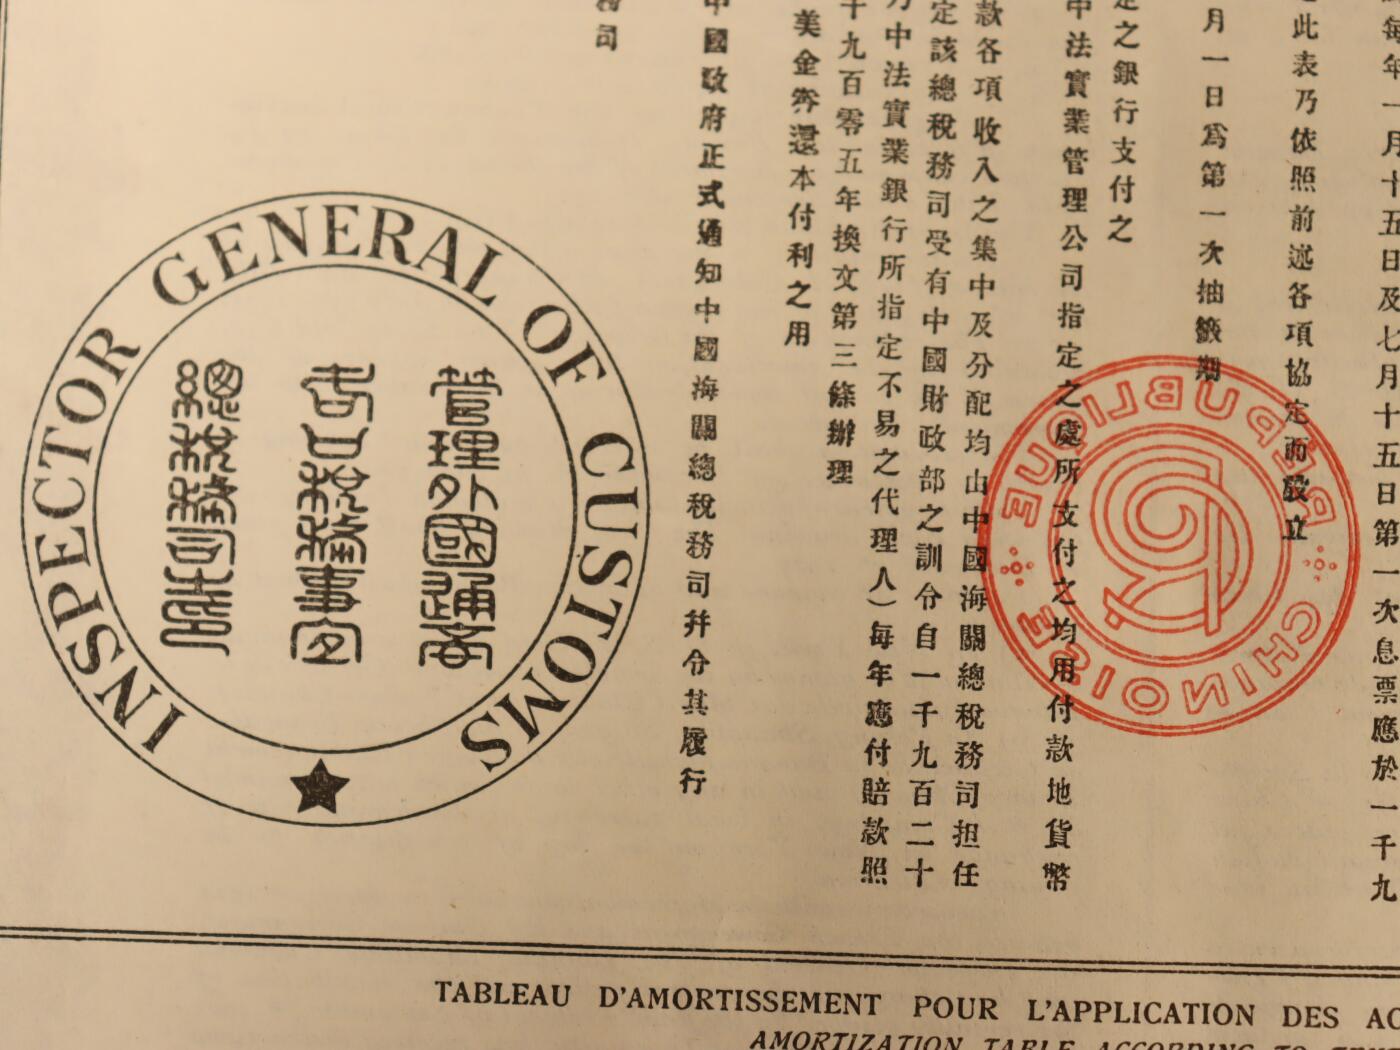 每年一月十五日及七月十五日第一次息票應於一千九
此表乃依照前述各項協定而設立
月一日爲第一次抽籤期
之銀行支付之
中法實業管理公司指定之處所支付之均用付款地貨幣
款各項收入之集中及分配均由中國海關總稅務司担任
定該總稅務司受有中國財政部之訓令自一千九百二十
中法實業銀行所指定不易之代理人)每年應付賠款照
十九百零五年換文第三條辦理
美金券還本付利之用
中國政府正式通知中國海關總稅務司幷令其履行
務司
REPUBLIQUE CHINOISE
INSPECTOR GENERAL OF CUSTOMS
管理外國通商
各口稅務事宜
總稅務司
TABLEAU D'AMORTISSEMENT POUR L'APPLICATION DES AC
AMORTIZATION TABLE ACCORDING TO